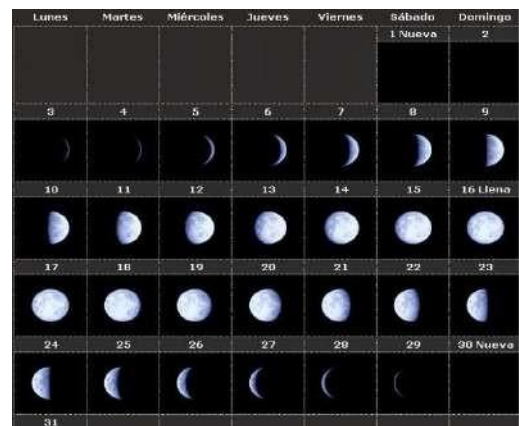 Lunes Martes Miércoles Jueves Viernes Sábado Domingo
1 Nueva 2
3 4 5 6 7 8 9
10 11 12 13 14 15 16 Llena
17 18 19 20 21 22 23
24 25 26 27 28 29 30 Nueva
31